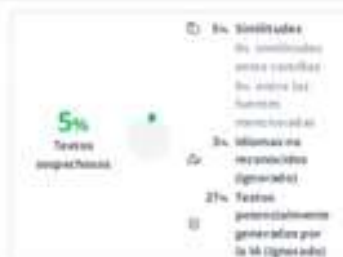 5%
Textos
sospechosos
5% Similitudes
0% similitudes
entre comillas
0% entre las
fuentes
mencionadas
3% Idiomas no
reconocidos
(ignorado)
27% Textos
potencialmente
generados por
la IA (ignorado)